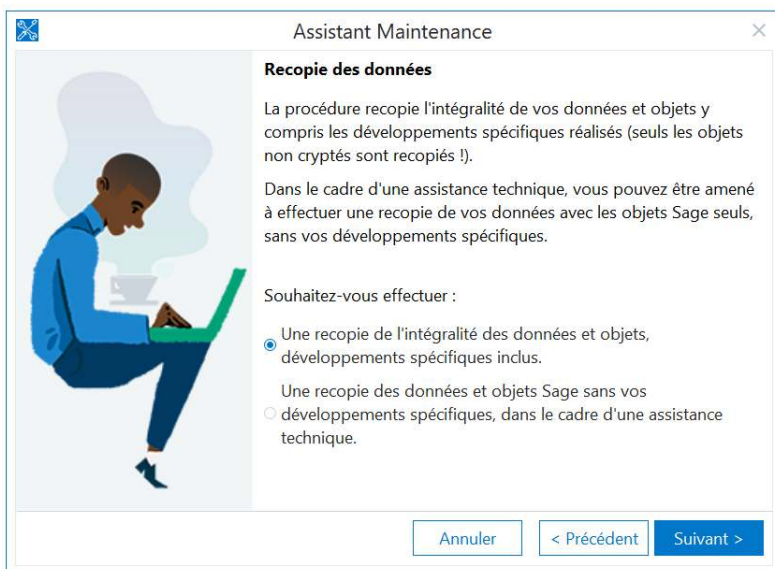 Assistant Maintenance
Recopie des données
La procédure recopie l'intégralité de vos données et objets y
compris les développements spécifiques réalisés (seuls les objets
non cryptés sont recopiés !).
Dans le cadre d'une assistance technique, vous pouvez être amené
à effectuer une recopie de vos données avec les objets Sage seuls,
sans vos développements spécifiques.
Souhaitez-vous effectuer :
Une recopie de l'intégralité des données et objets,
développements spécifiques inclus.
Une recopie des données et objets Sage sans vos
développements spécifiques, dans le cadre d'une assistance
technique.
Annuler
< Précédent
Suivant >